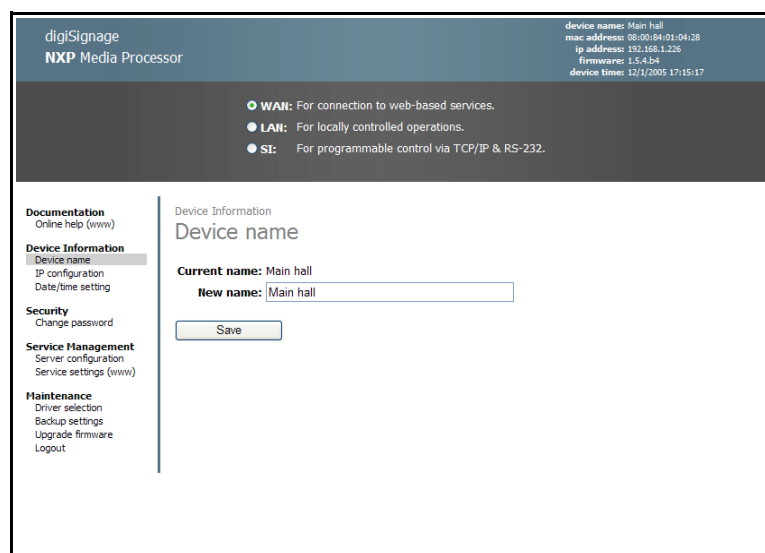 digiSignage
NXP Media Processor
device name: Main hall
mac address: 08:00:84:01:04:28
ip address: 192.168.1.226
firmware: 1.5.4.b4
device time: 12/1/2005 17:15:17
WAN: For connection to web-based services.
LAN: For locally controlled operations.
SI: For programmable control via TCP/IP & RS-232.
Documentation
Online help (www)
Device Information
Device name
IP configuration
Date/time setting
Security
Change password
Service Management
Server configuration
Service settings (www)
Maintenance
Driver selection
Backup settings
Upgrade firmware
Logout
Device Information
Device name
Current name: Main hall
New name: Main hall
Save